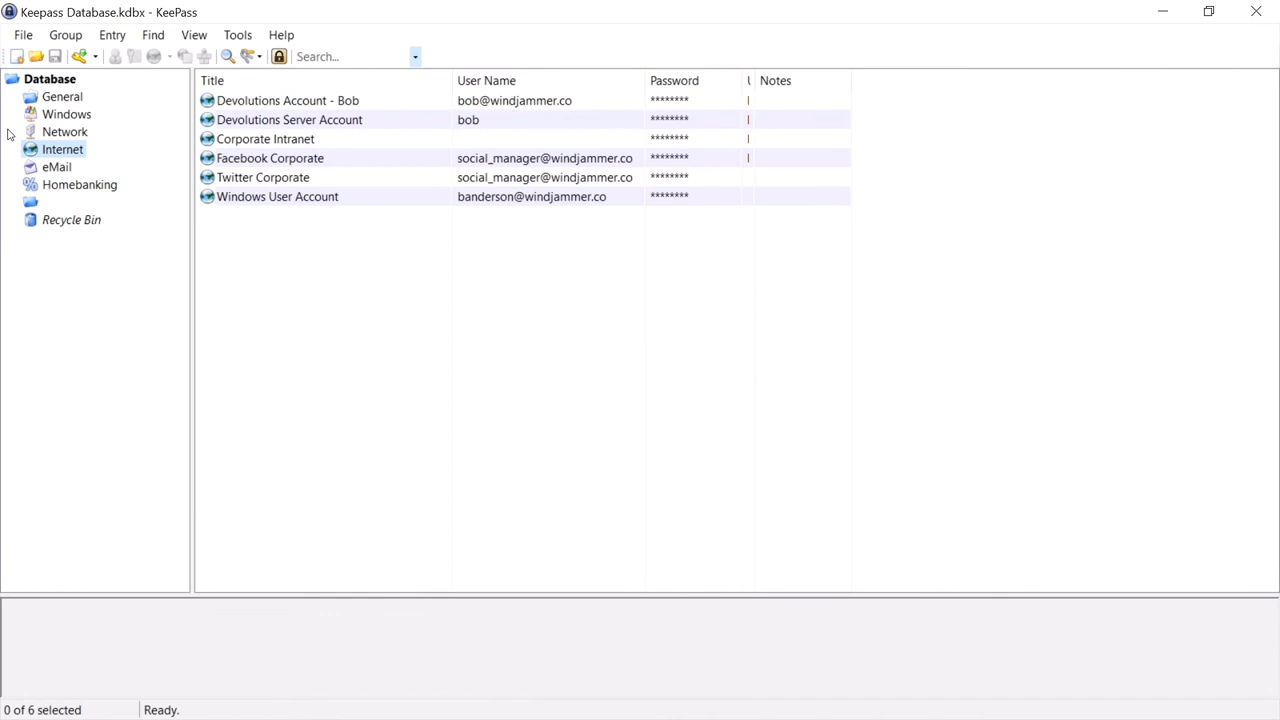 Keepass Database.kdbx - KeePass
File Group Entry Find View Tools Help
Search...
Database
General
Windows
Network
Internet
eMail
Homebanking
Recycle Bin
Title User Name Password Notes
Devolutions Account - Bob bob@windjammer.co ********
Devolutions Server Account bob ********
Corporate Intranet ********
Facebook Corporate social_manager@windjammer.co ********
Twitter Corporate social_manager@windjammer.co ********
Windows User Account banderson@windjammer.co ********
0 of 6 selected Ready.